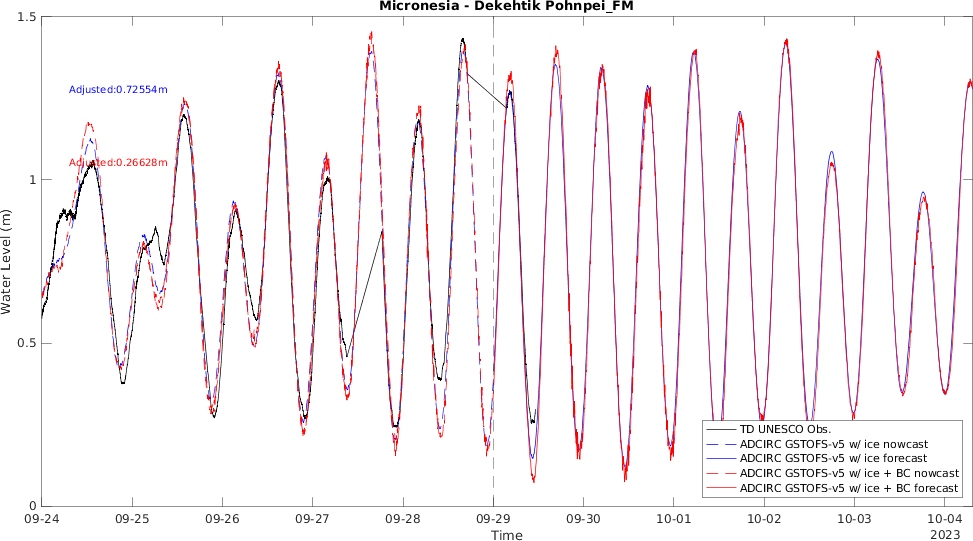 Micronesia - Dekehtik Pohnpei_FM
1.5
1
0.5
0
Water Level (m)
Adjusted:0.72554m
Adjusted:0.26628m
TD UNESCO Obs.
ADCIRC GSTOFS-v5 w/ ice nowcast
ADCIRC GSTOFS-v5 w/ ice forecast
ADCIRC GSTOFS-v5 w/ ice + BC nowcast
ADCIRC GSTOFS-v5 w/ ice + BC forecast
09-24 09-25 09-26 09-27 09-28 09-29 09-30 10-01 10-02 10-03 10-04
Time
2023